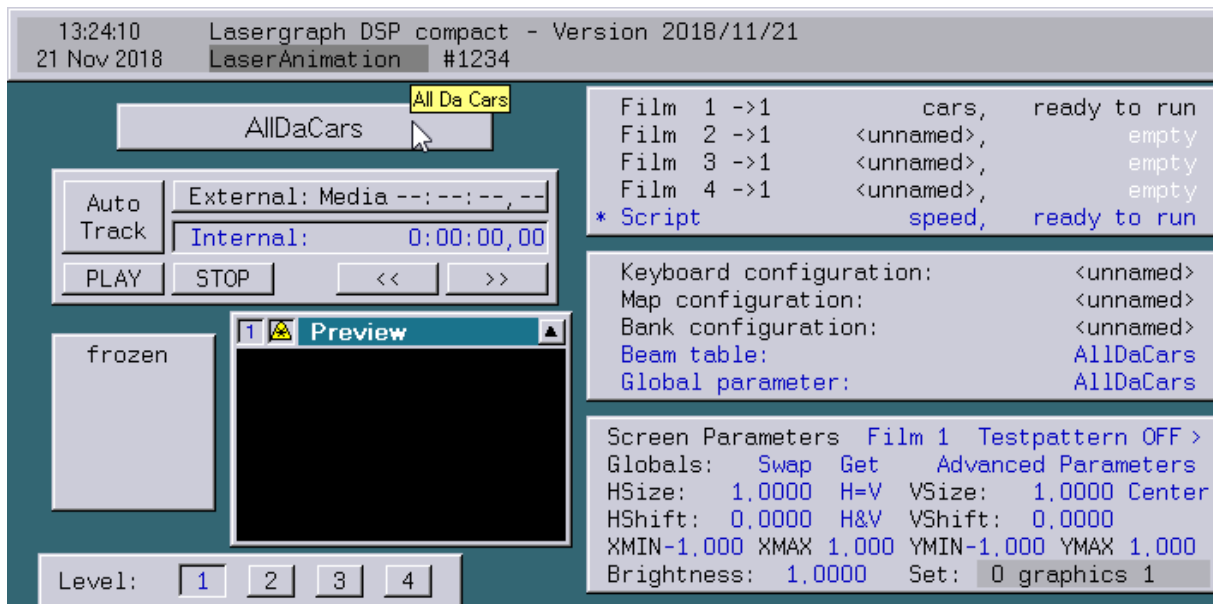 13:24:10 Lasergraph DSP compact - Version 2018/11/21
21 Nov 2018 LaserAnimation #1234
All Da Cars
AllDaCars
Auto Track
External: Media --:--:--,--
Internal: 0:00:00,00
PLAY STOP << >>
frozen
1 Preview
Level: 1 2 3 4
Film 1 ->1 cars, ready to run
Film 2 ->1 <unnamed>, empty
Film 3 ->1 <unnamed>, empty
Film 4 ->1 <unnamed>, empty
* Script speed, ready to run
Keyboard configuration: <unnamed>
Map configuration: <unnamed>
Bank configuration: <unnamed>
Beam table: AllDaCars
Global parameter: AllDaCars
Screen Parameters Film 1 Testpattern OFF >
Globals: Swap Get Advanced Parameters
HSize: 1,0000 H=V VSize: 1,0000 Center
HShift: 0,0000 H&V VShift: 0,0000
XMIN-1,000 XMAX 1,000 YMIN-1,000 YMAX 1,000
Brightness: 1,0000 Set: 0 graphics 1